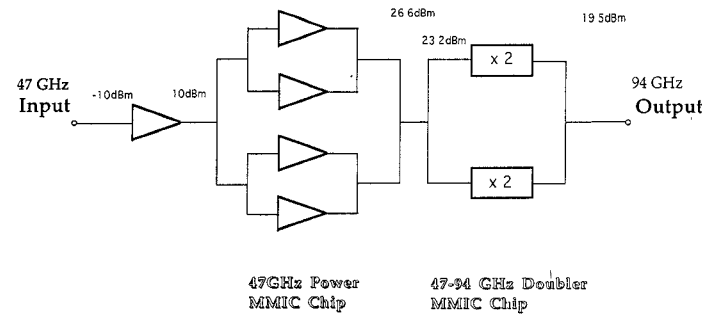 26 6dBm
19 5dBm
23 2dBm
x 2
47 GHz
Input
-10dBm
10dBm
94 GHz
Output
x 2
47GHz Power
MMIC Chip
47-94 GHz Doubler
MMIC Chip